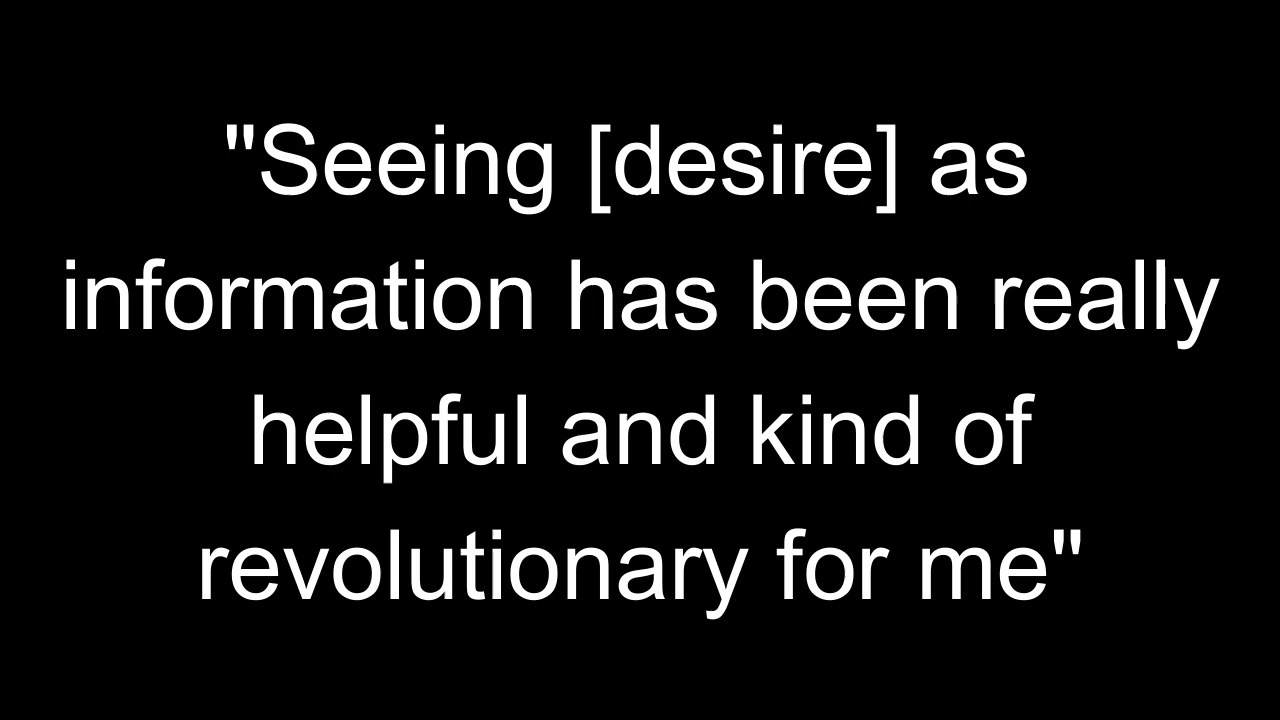 "Seeing [desire] as
information has been really
helpful and kind of
revolutionary for me"